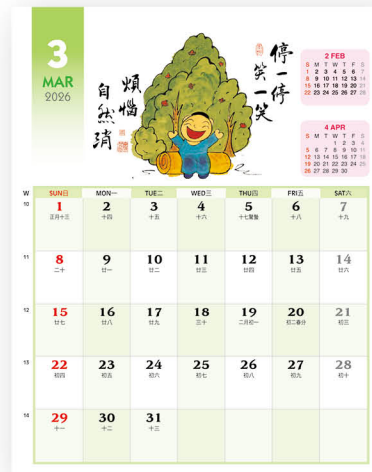 3
MAR
2026
停一停
笑一笑
煩惱
自然消
2 FEB
S M T W T F S
1 2 3 4 5 6 7
8 9 10 11 12 13 14
15 16 17 18 19 20 21
22 23 24 25 26 27 28
4 APR
S M T W T F S
1 2 3 4
5 6 7 8 9 10 11
12 13 14 15 16 17 18
19 20 21 22 23 24 25
26 27 28 29 30
W SUN日 MON一 TUE二 WED三 THU四 FRI五 SAT六
10 1 2 3 4 5 6 7
正月十三 十四 十五 十六 十七驚蟄 十八 十九
11 8 9 10 11 12 13 14
二十 廿一 廿二 廿三 廿四 廿五 廿六
12 15 16 17 18 19 20 21
廿七 廿八 廿九 三十 二月初一 初二春分 初三
13 22 23 24 25 26 27 28
初四 初五 初六 初七 初八 初九 初十
14 29 30 31
十一 十二 十三